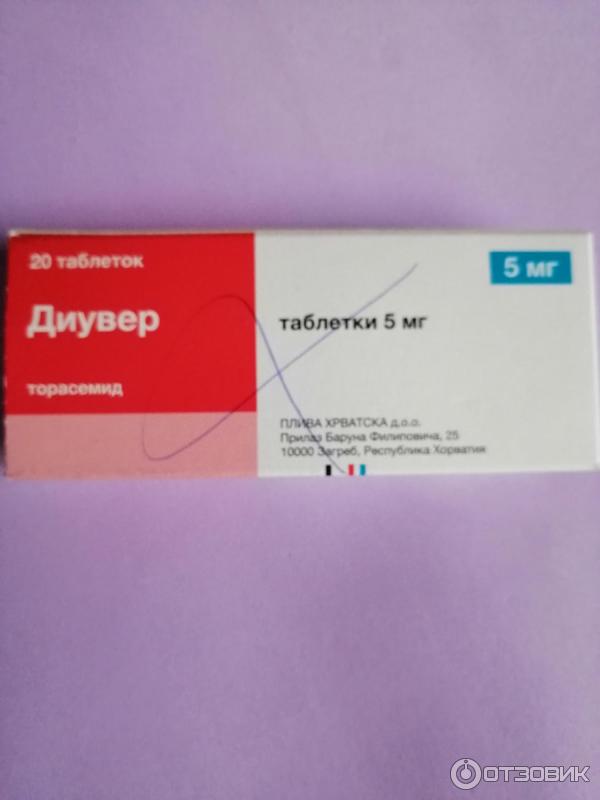 20 таблеток
5 мг
Диувер
таблетки 5 мг
торасемид
ПЛИВА ХРВАТСКА д.о.о.
Прилаз Баруна Филиповича, 25
10000 Загреб, Республика Хорватия
ОТЗОВИК